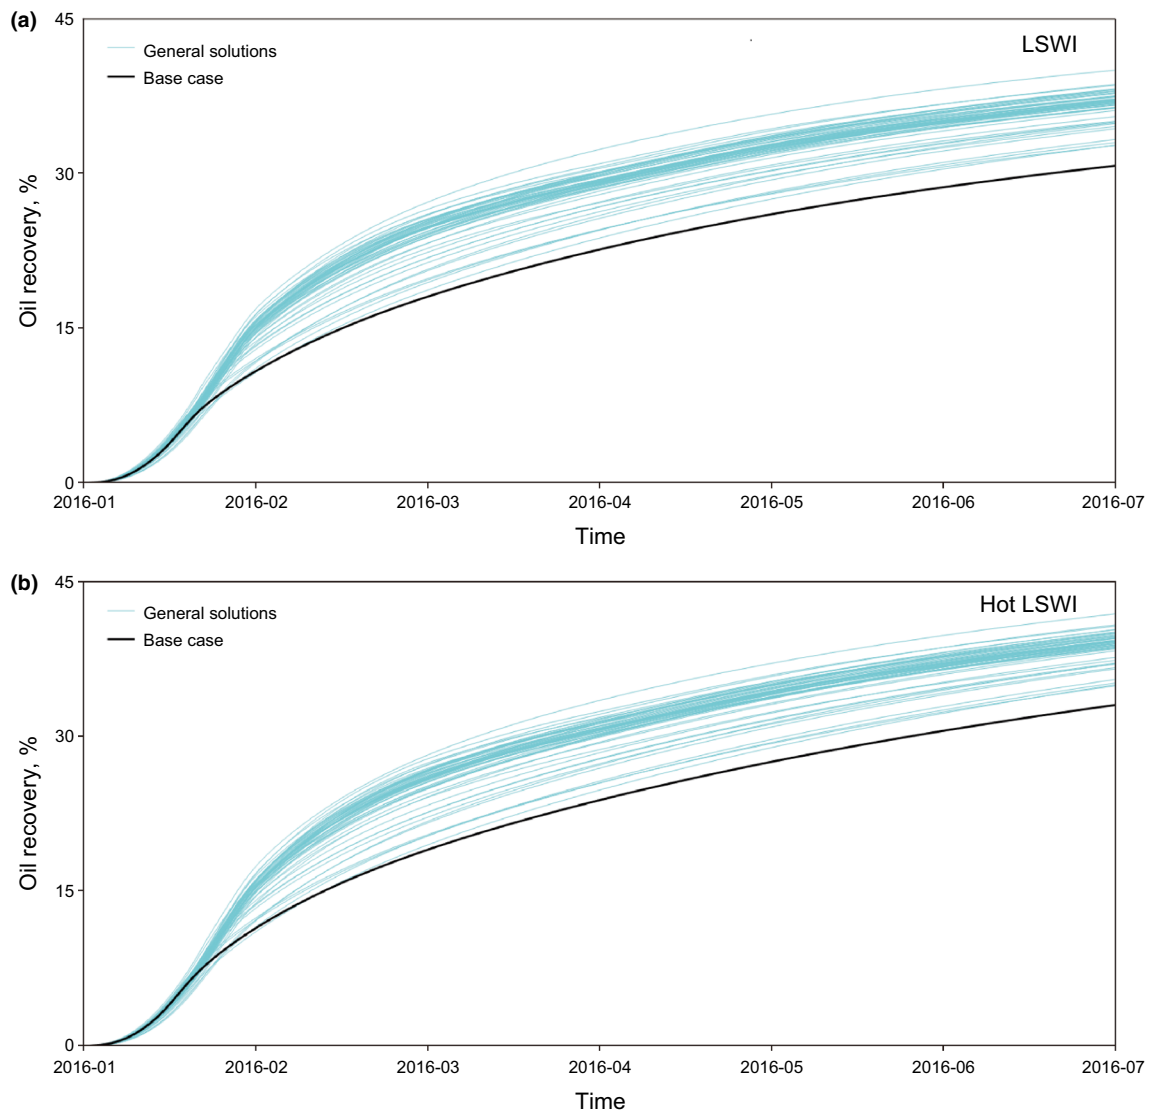 (a)
45
30
15
0
Oil recovery, %
General solutions
Base case
LSWI
2016-01 2016-02 2016-03 2016-04 2016-05 2016-06 2016-07
Time
(b)
45
30
15
0
Oil recovery, %
General solutions
Base case
Hot LSWI
2016-01 2016-02 2016-03 2016-04 2016-05 2016-06 2016-07
Time